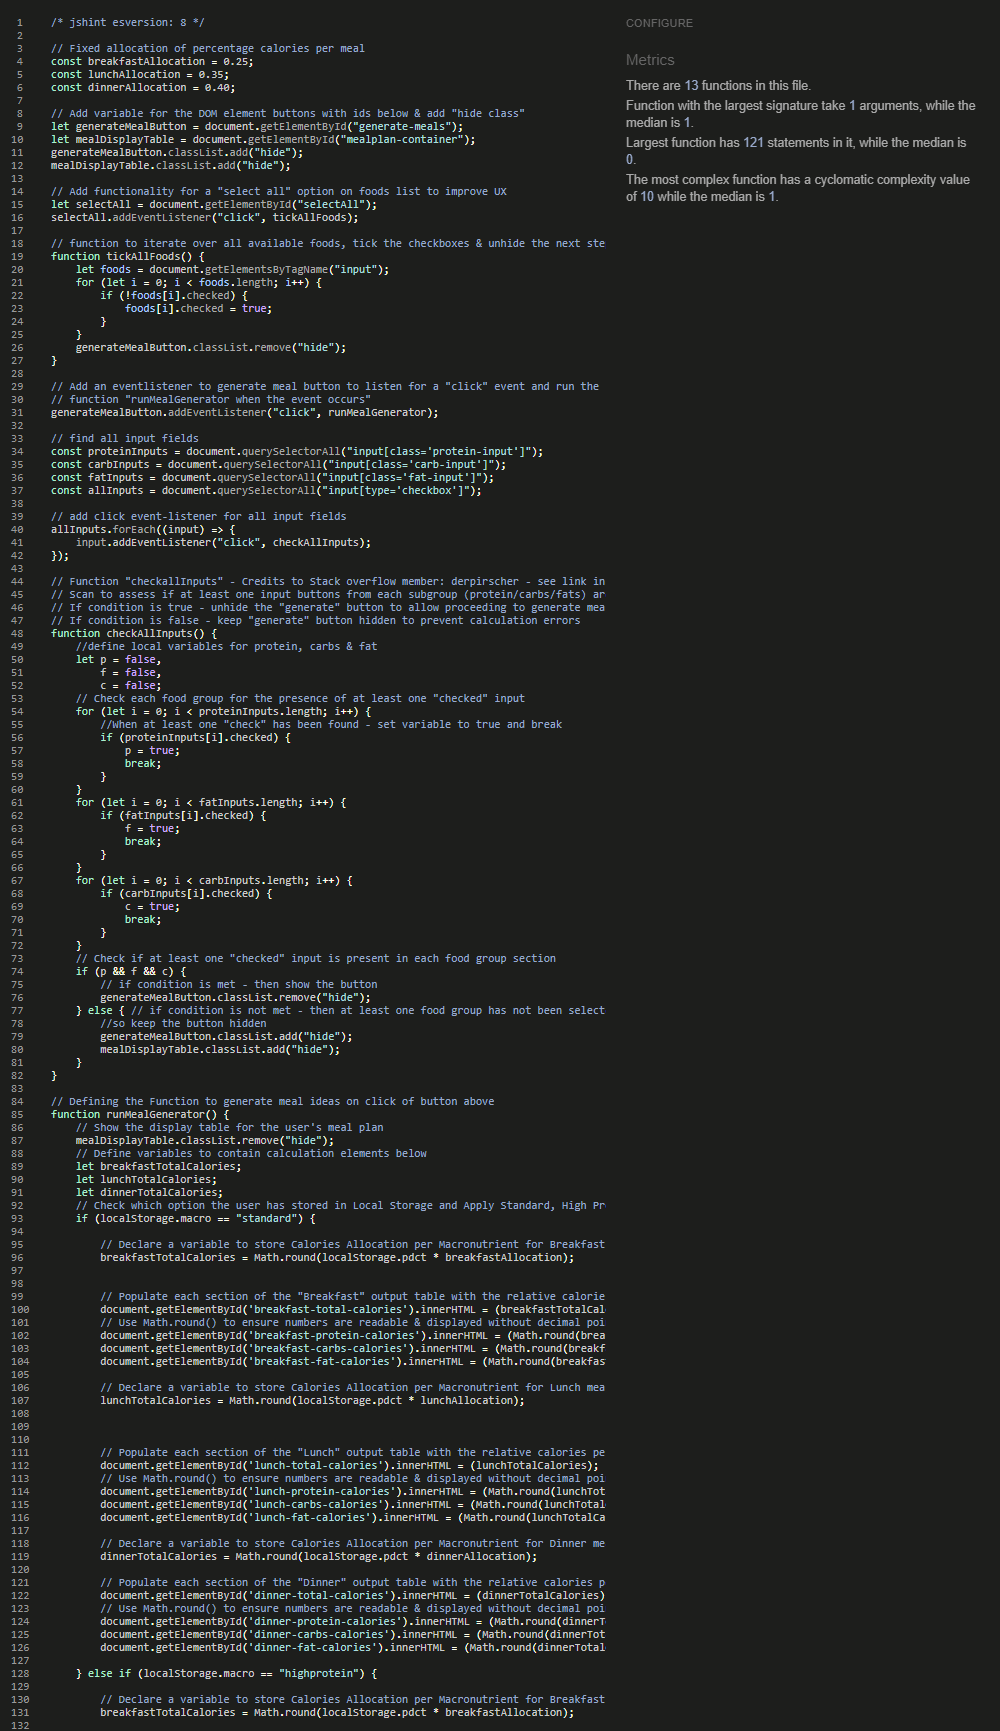 1 /* jshint esversion: 8 */
2
3 // Fixed allocation of percentage calories per meal
4 const breakfastAllocation = 0.25;
5 const lunchAllocation = 0.35;
6 const dinnerAllocation = 0.40;
7
8 // Add variable for the DOM element buttons with ids below & add "hide class"
9 let generateMealButton = document.getElementById("generate-meals");
10 let mealDisplayTable = document.getElementById("mealplan-container");
11 generateMealButton.classList.add("hide");
12 mealDisplayTable.classList.add("hide");
13
14 // Add functionality for a "select all" option on foods list to improve UX
15 let selectAll = document.getElementById("selectAll");
16 selectAll.addEventListener("click", tickAllFoods);
17
18 // function to iterate over all available foods, tick the checkboxes & unhide the next ste
19 function tickAllFoods() {
20 let foods = document.getElementsByTagName("input");
21 for (let i = 0; i < foods.length; i++) {
22 if (!foods[i].checked) {
23 foods[i].checked = true;
24 }
25 }
26 generateMealButton.classList.remove("hide");
27 }
28
29 // Add an eventlistener to generate meal button to listen for a "click" event and run the
30 // function "runMealGenerator when the event occurs"
31 generateMealButton.addEventListener("click", runMealGenerator);
32
33 // find all input fields
34 const proteinInputs = document.querySelectorAll("input[class='protein-input']");
35 const carbInputs = document.querySelectorAll("input[class='carb-input']");
36 const fatInputs = document.querySelectorAll("input[class='fat-input']");
37 const allInputs = document.querySelectorAll("input[type='checkbox']");
38
39 // add click event-listener for all input fields
40 allInputs.forEach((input) => {
41 input.addEventListener("click", checkAllInputs);
42 });
43
44 // Function "checkallInputs" - Credits to Stack overflow member: derpirscher - see link in
45 // Scan to assess if at least one input buttons from each subgroup (protein/carbs/fats) ar
46 // If condition is true - unhide the "generate" button to allow proceeding to generate mea
47 // If condition is false - keep "generate" button hidden to prevent calculation errors
48 function checkAllInputs() {
49 //define local variables for protein, carbs & fat
50 let p = false,
51 f = false,
52 c = false;
53 // Check each food group for the presence of at least one "checked" input
54 for (let i = 0; i < proteinInputs.length; i++) {
55 //When at least one "check" has been found - set variable to true and break
56 if (proteinInputs[i].checked) {
57 p = true;
58 break;
59 }
60 }
61 for (let i = 0; i < fatInputs.length; i++) {
62 if (fatInputs[i].checked) {
63 f = true;
64 break;
65 }
66 }
67 for (let i = 0; i < carbInputs.length; i++) {
68 if (carbInputs[i].checked) {
69 c = true;
70 break;
71 }
72 }
73 // Check if at least one "checked" input is present in each food group section
74 if (p && f && c) {
75 // if condition is met - then show the button
76 generateMealButton.classList.remove("hide");
77 } else { // if condition is not met - then at least one food group has not been select
78 //so keep the button hidden
79 generateMealButton.classList.add("hide");
80 mealDisplayTable.classList.add("hide");
81 }
82 }
83
84 // Defining the Function to generate meal ideas on click of button above
85 function runMealGenerator() {
86 // Show the display table for the user's meal plan
87 mealDisplayTable.classList.remove("hide");
88 // Define variables to contain calculation elements below
89 let breakfastTotalCalories;
90 let lunchTotalCalories;
91 let dinnerTotalCalories;
92 // Check which option the user has stored in Local Storage and Apply Standard, High Pr
93 if (localStorage.macro == "standard") {
94
95 // Declare a variable to store Calories Allocation per Macronutrient for Breakfast
96 breakfastTotalCalories = Math.round(localStorage.pdct * breakfastAllocation);
97
98
99 // Populate each section of the "Breakfast" output table with the relative calorie
100 document.getElementById('breakfast-total-calories').innerHTML = (breakfastTotalCal
101 // Use Math.round() to ensure numbers are readable & displayed without decimal poi
102 document.getElementById('breakfast-protein-calories').innerHTML = (Math.round(brea
103 document.getElementById('breakfast-carbs-calories').innerHTML = (Math.round(breakf
104 document.getElementById('breakfast-fat-calories').innerHTML = (Math.round(breakfas
105
106 // Declare a variable to store Calories Allocation per Macronutrient for Lunch mea
107 lunchTotalCalories = Math.round(localStorage.pdct * lunchAllocation);
108
109
110
111 // Populate each section of the "Lunch" output table with the relative calories pe
112 document.getElementById('lunch-total-calories').innerHTML = (lunchTotalCalories);
113 // Use Math.round() to ensure numbers are readable & displayed without decimal poi
114 document.getElementById('lunch-protein-calories').innerHTML = (Math.round(lunchTot
115 document.getElementById('lunch-carbs-calories').innerHTML = (Math.round(lunchTotal
116 document.getElementById('lunch-fat-calories').innerHTML = (Math.round(lunchTotalCa
117
118 // Declare a variable to store Calories Allocation per Macronutrient for Dinner me
119 dinnerTotalCalories = Math.round(localStorage.pdct * dinnerAllocation);
120
121 // Populate each section of the "Dinner" output table with the relative calories p
122 document.getElementById('dinner-total-calories').innerHTML = (dinnerTotalCalories)
123 // Use Math.round() to ensure numbers are readable & displayed without decimal poi
124 document.getElementById('dinner-protein-calories').innerHTML = (Math.round(dinnerT
125 document.getElementById('dinner-carbs-calories').innerHTML = (Math.round(dinnerTot
126 document.getElementById('dinner-fat-calories').innerHTML = (Math.round(dinnerTotal
127
128 } else if (localStorage.macro == "highprotein") {
129
130 // Declare a variable to store Calories Allocation per Macronutrient for Breakfast
131 breakfastTotalCalories = Math.round(localStorage.pdct * breakfastAllocation);
132
CONFIGURE
Metrics
There are 13 functions in this file.
Function with the largest signature take 1 arguments, while the
median is 1.
Largest function has 121 statements in it, while the median is
0.
The most complex function has a cyclomatic complexity value
of 10 while the median is 1.